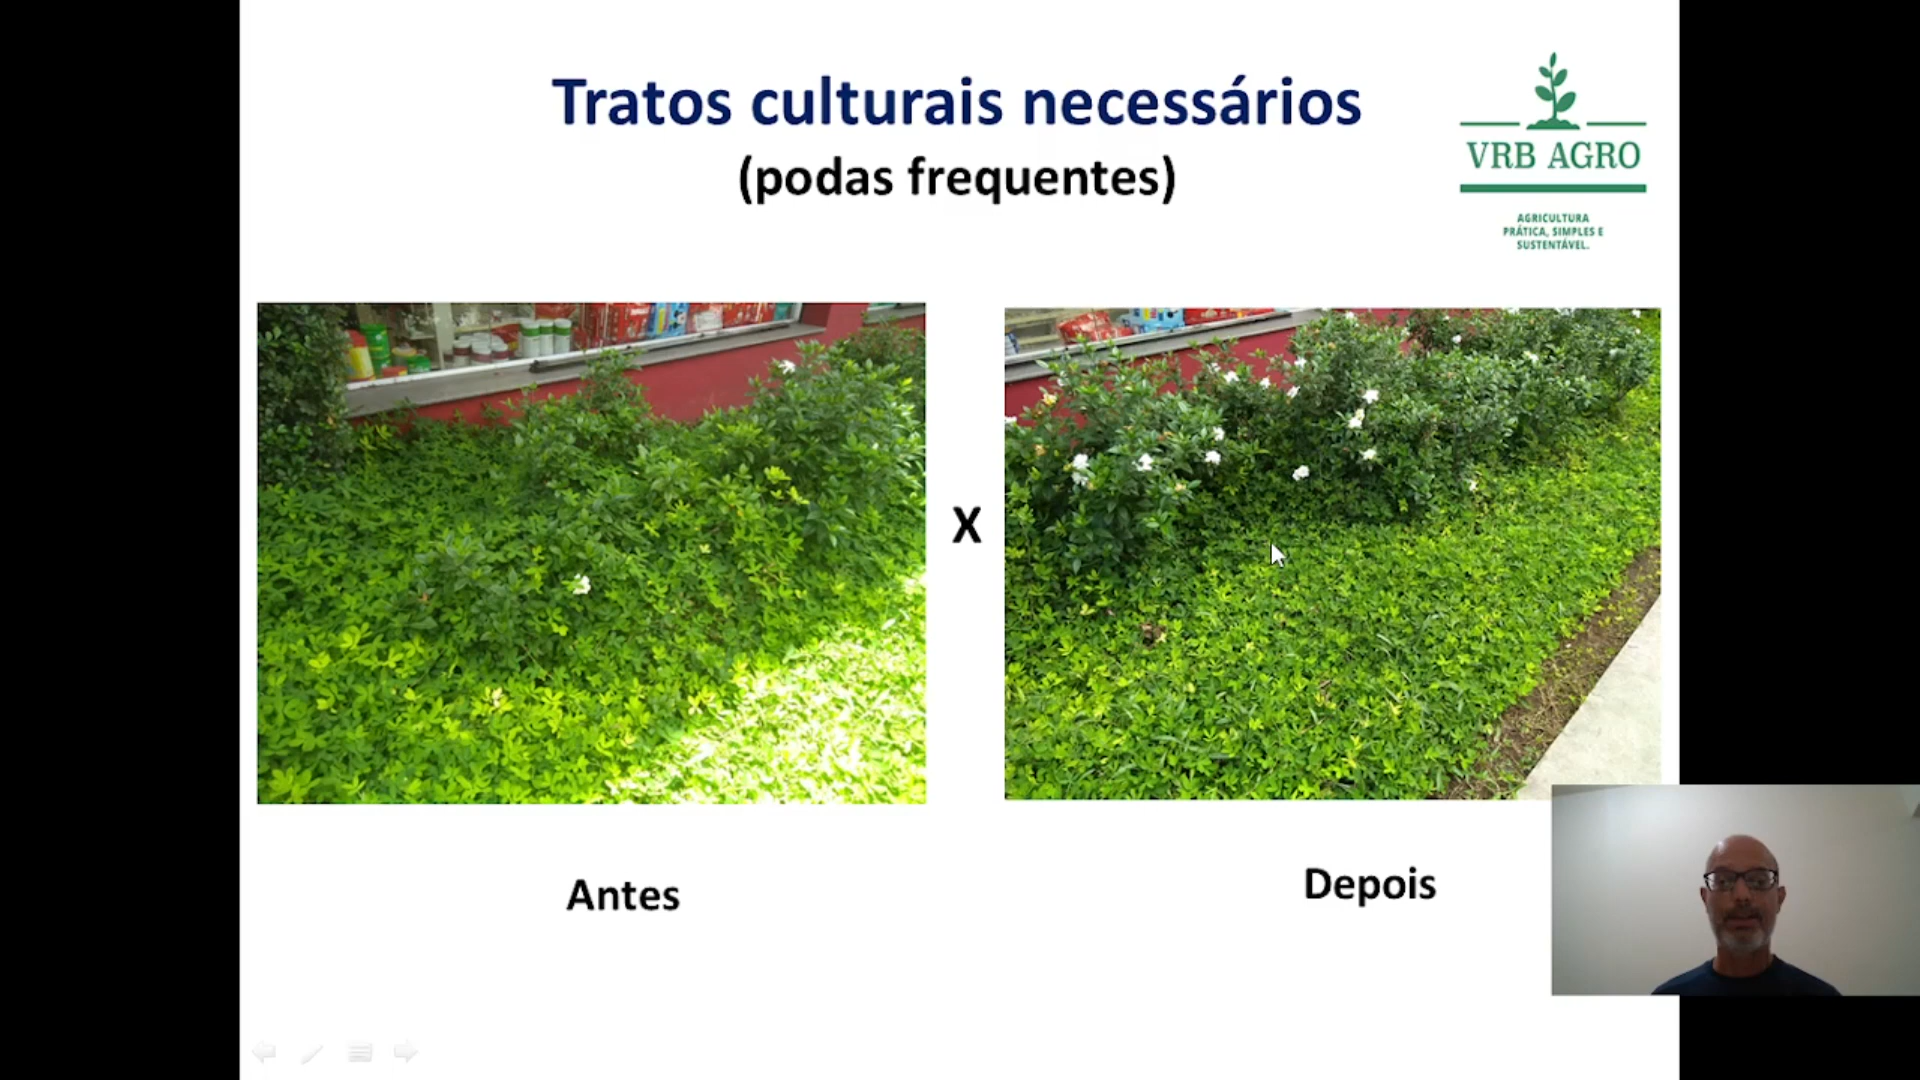 Tratos culturais necessários
(podas frequentes)
VRB AGRO
AGRICULTURA
PRÁTICA, SIMPLES E
SUSTENTÁVEL.
X
Antes
Depois